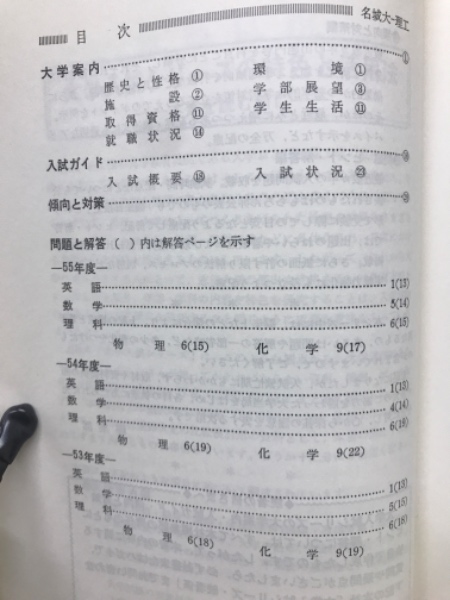 名城大-理工
目次
大学案内 ①
歴史と性格 ① 環境 ①
施設 ② 学部展望 ③
取得資格 ⑪ 学生生活 ⑪
就職状況 ⑭
入試ガイド ⑱
入試概要 ⑱ 入試状況 ㉓
傾向と対策
問題と解答 ( ) 内は解答ページを示す
―55年度―
英語 1(13)
数学 5(14)
理科 6(15)
物理 6(15) 化学 9(17)
―54年度―
英語 1(13)
数学 4(14)
理科 6(18)
物理 6(19) 化学 9(22)
―53年度―
英語 1(13)
数学 5(15)
理科 6(18)
物理 6(18) 化学 9(19)